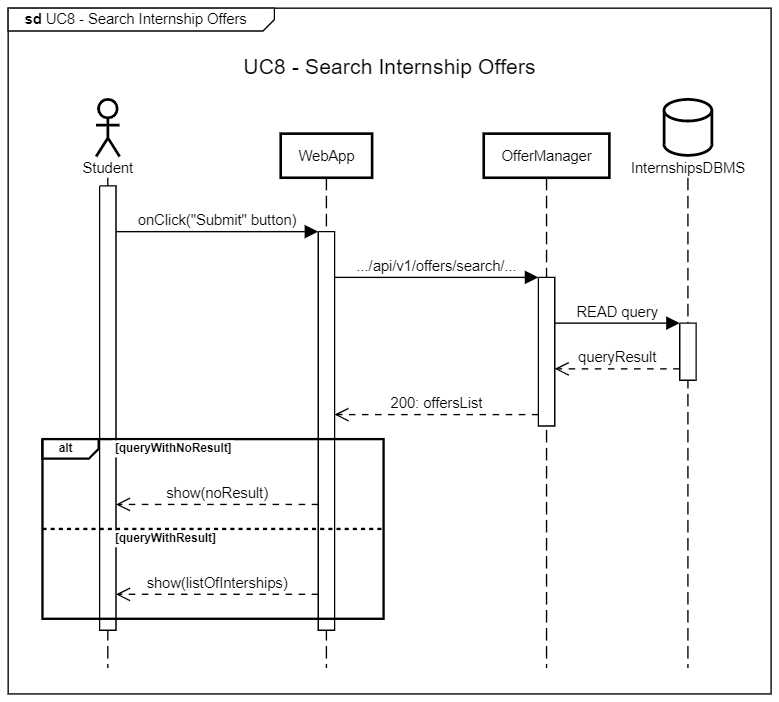 sd UC8 - Search Internship Offers
UC8 - Search Internship Offers
Student
WebApp
OfferManager
InternshipsDBMS
onClick("Submit" button)
.../api/v1/offers/search/...
READ query
queryResult
200: offersList
alt
[queryWithNoResult]
show(noResult)
[queryWithResult]
show(listOfInterships)